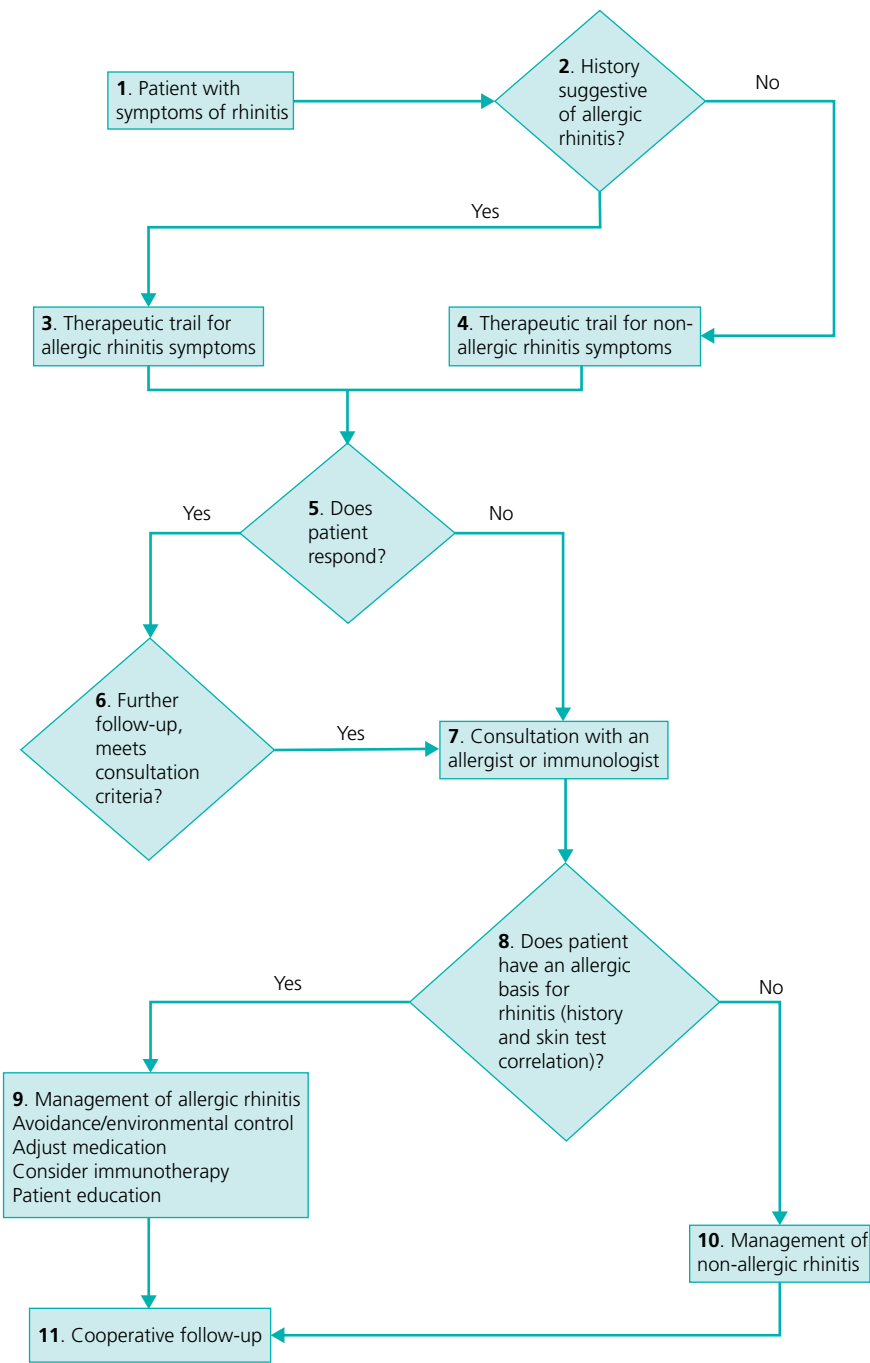 1. Patient with
symptoms of rhinitis
2. History
suggestive
of allergic
rhinitis?
No
Yes
3. Therapeutic trail for
allergic rhinitis symptoms
4. Therapeutic trail for non-
allergic rhinitis symptoms
5. Does
patient
respond?
Yes
No
6. Further
follow-up,
meets
consultation
criteria?
Yes
7. Consultation with an
allergist or immunologist
8. Does patient
have an allergic
basis for
rhinitis (history
and skin test
correlation)?
Yes
No
9. Management of allergic rhinitis
Avoidance/environmental control
Adjust medication
Consider immunotherapy
Patient education
10. Management of
non-allergic rhinitis
11. Cooperative follow-up